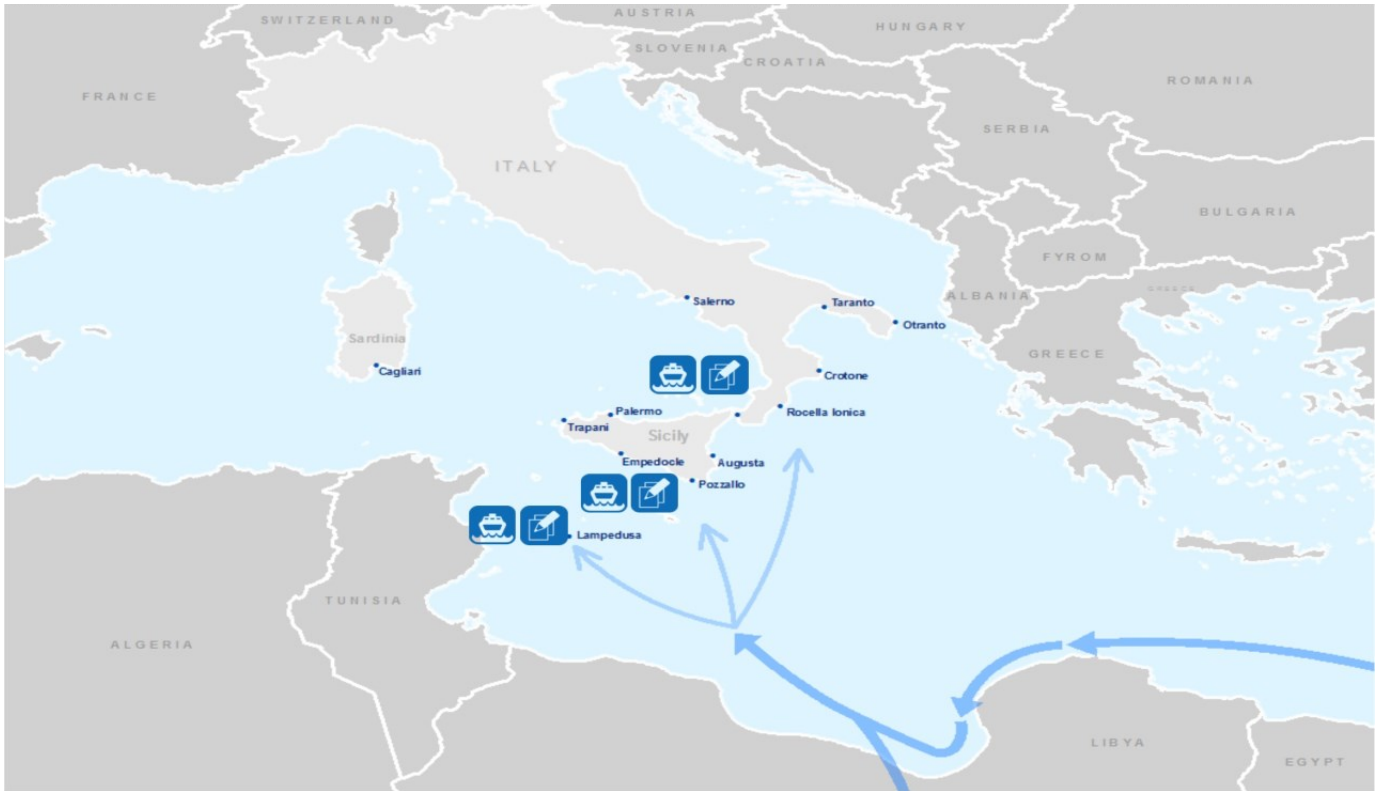 SWITZERLAND
AUSTRIA
HUNGARY
SLOVENIA
CROATIA
ROMANIA
FRANCE
SERBIA
ITALY
BULGARIA
FYROM
GREECE
ALBANIA
Salerno
Taranto
Otranto
Sardinia
GREECE
Cagliari
Crotone
Palermo
Rocella Ionica
Trapani
Sicily
Empedocle
Augusta
Pozzallo
Lampedusa
TUNISIA
ALGERIA
LIBYA
EGYPT